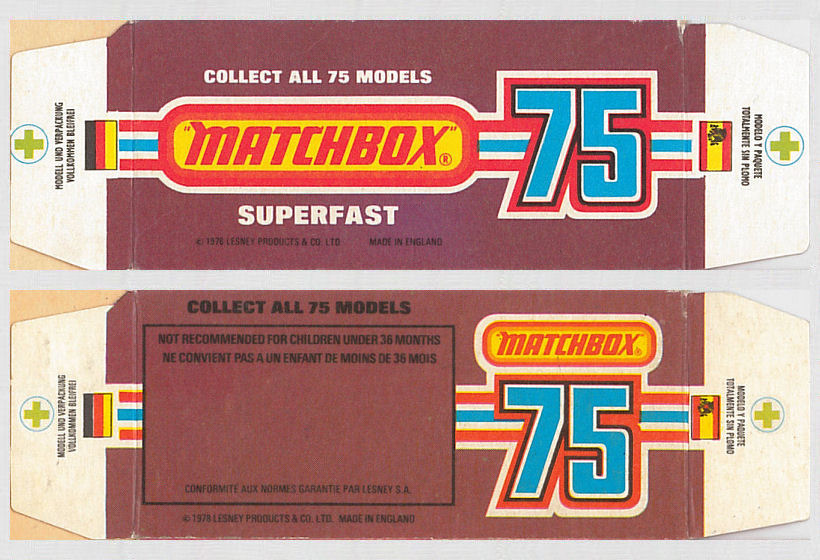 COLLECT ALL 75 MODELS
"MATCHBOX"®
75
SUPERFAST
© 1978 LESNEY PRODUCTS & CO. LTD MADE IN ENGLAND
MODELL UND VERPACKUNG
VOLLKOMMEN BLEIFREI
MODELO Y PAQUETE
TOTALMENTE SIN PLOMO
COLLECT ALL 75 MODELS
NOT RECOMMENDED FOR CHILDREN UNDER 36 MONTHS
NE CONVIENT PAS A UN ENFANT DE MOINS DE 36 MOIS
CONFORMITÉ AUX NORMES GARANTIE PAR LESNEY S.A.
© 1978 LESNEY PRODUCTS & CO. LTD. MADE IN ENGLAND
"MATCHBOX"®
75
MODELL UND VERPACKUNG
VOLLKOMMEN BLEIFREI
MODELO Y PAQUETE
TOTALMENTE SIN PLOMO